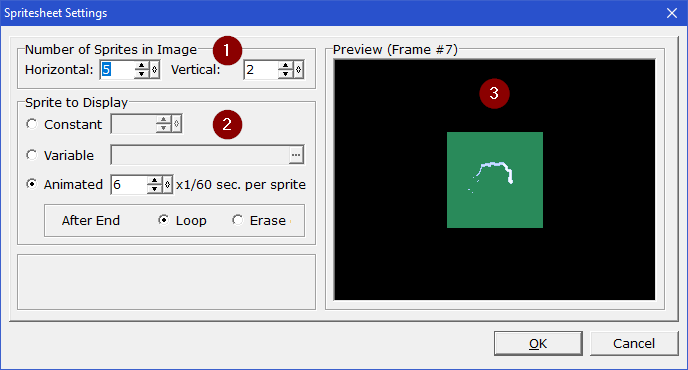 Spritesheet Settings
Number of Sprites in Image
1
Horizontal: 5 Vertical: 2
Sprite to Display
Constant
2
Variable ...
Animated 6 x1/60 sec. per sprite
After End Loop Erase
Preview (Frame #7)
3
OK Cancel